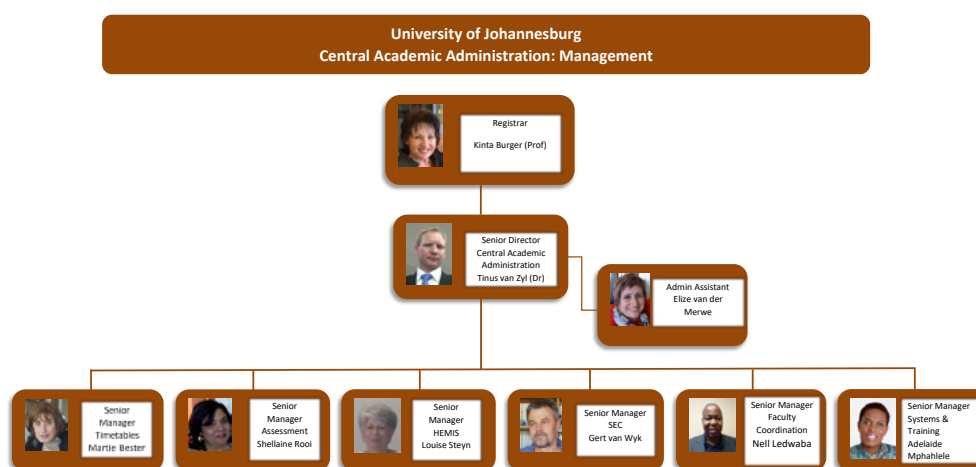 University of Johannesburg
Central Academic Administration: Management
Registrar
Kinta Burger (Prof)
Senior Director
Central Academic
Administration
Tinus van Zyl (Dr)
Admin Assistant
Elize van der
Merwe
Senior
Manager
Timetables
Martie Bester
Senior
Manager
Assessment
Shellaine Rooi
Senior
Manager
HEMIS
Louise Steyn
Senior Manager
SEC
Gert van Wyk
Senior Manager
Faculty
Coordination
Nell Ledwaba
Senior Manager
Systems &
Training
Adelaide
Mphahlele